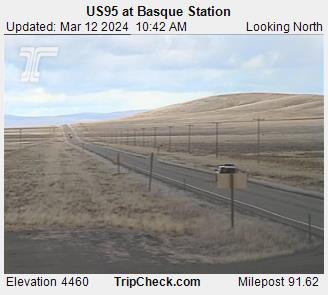 US95 at Basque Station
Updated: Mar 12 2024 10:42 AM Looking North
Elevation 4460 TripCheck.com Milepost 91.62